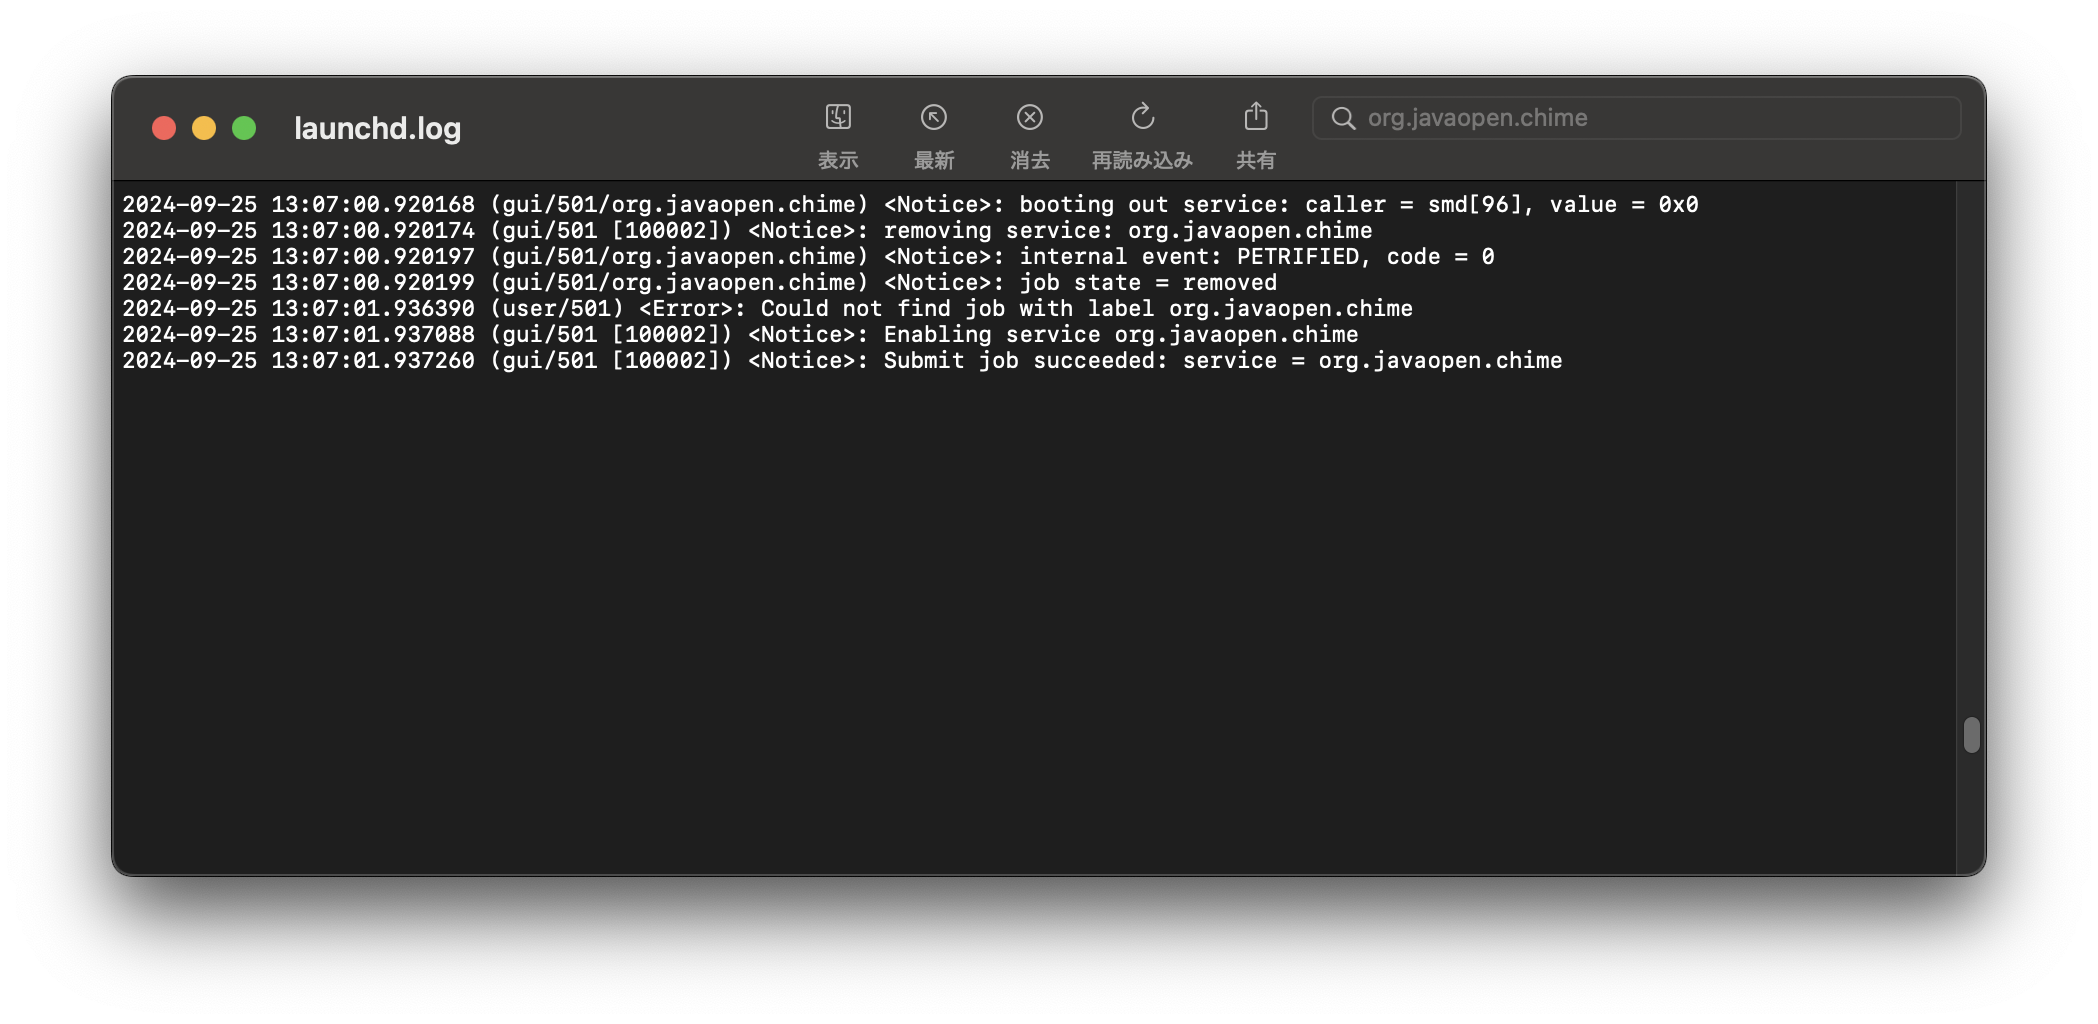 launchd.log
表示
最新
消去
再読み込み
共有
org.javaopen.chime
2024-09-25 13:07:00.920168 (gui/501/org.javaopen.chime) <Notice>: booting out service: caller = smd[96], value = 0x0
2024-09-25 13:07:00.920174 (gui/501 [100002]) <Notice>: removing service: org.javaopen.chime
2024-09-25 13:07:00.920197 (gui/501/org.javaopen.chime) <Notice>: internal event: PETRIFIED, code = 0
2024-09-25 13:07:00.920199 (gui/501/org.javaopen.chime) <Notice>: job state = removed
2024-09-25 13:07:01.936390 (user/501) <Error>: Could not find job with label org.javaopen.chime
2024-09-25 13:07:01.937088 (gui/501 [100002]) <Notice>: Enabling service org.javaopen.chime
2024-09-25 13:07:01.937260 (gui/501 [100002]) <Notice>: Submit job succeeded: service = org.javaopen.chime